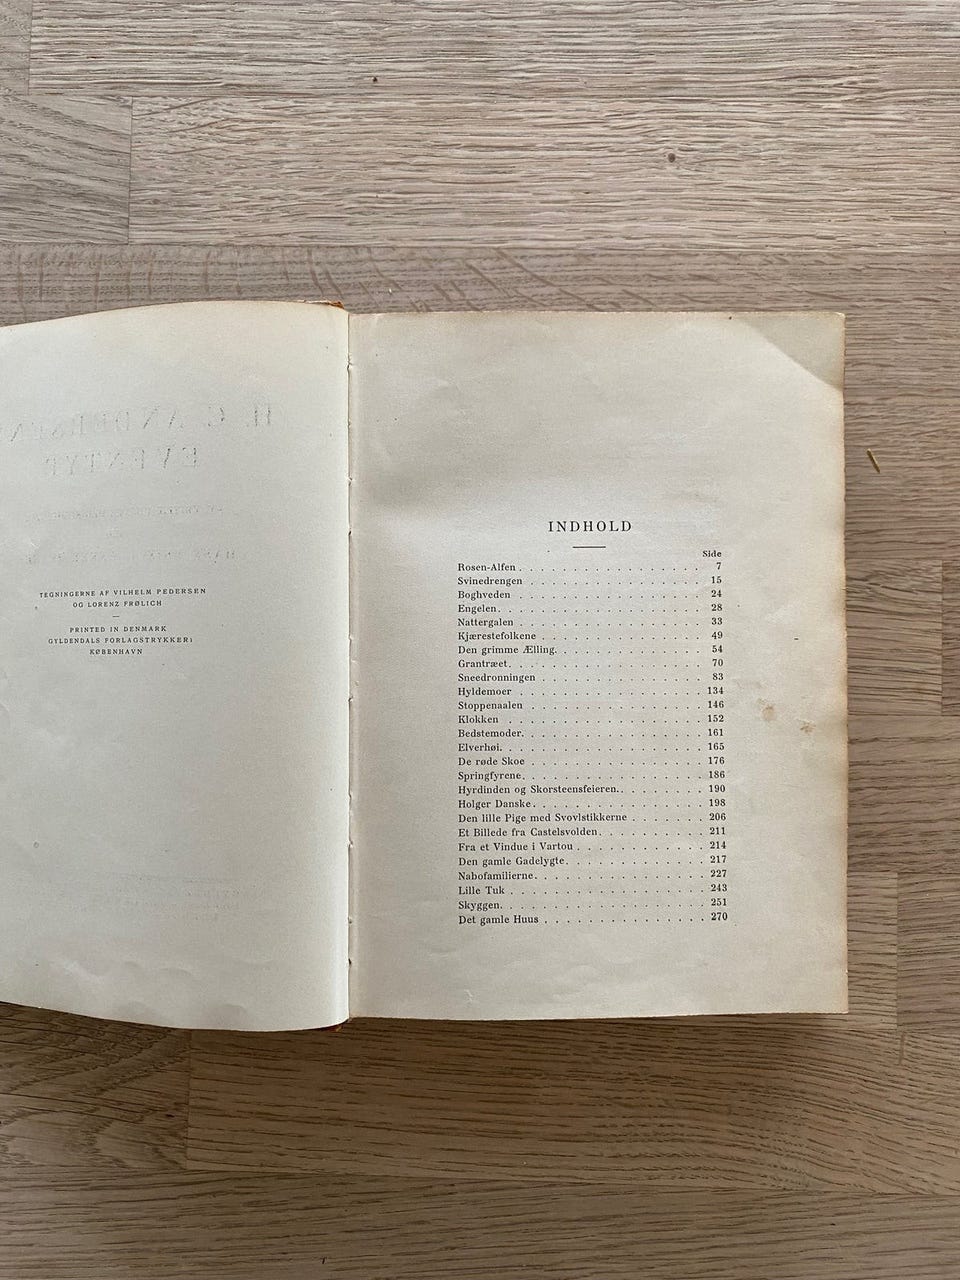 TEGNINGERNE AF VILHELM PEDERSEN
OG LORENZ FRØLICH
PRINTED IN DENMARK
GYLDENDALS FORLAGSTRYKKERI
KØBENHAVN
INDHOLD
Side
Rosen-Alfen . . . . . . . . . . . . . . . . 7
Svinedrengen . . . . . . . . . . . . . . . 15
Boghveden . . . . . . . . . . . . . . . . 24
Engelen. . . . . . . . . . . . . . . . . . 28
Nattergalen . . . . . . . . . . . . . . . . 33
Kjærestefolkene . . . . . . . . . . . . . . 49
Den grimme Ælling. . . . . . . . . . . . . 54
Grantræet. . . . . . . . . . . . . . . . . 70
Sneedronningen . . . . . . . . . . . . . . 83
Hyldemoer . . . . . . . . . . . . . . . . 134
Stoppenaalen . . . . . . . . . . . . . . . 146
Klokken . . . . . . . . . . . . . . . . . 152
Bedstemoder. . . . . . . . . . . . . . . . 161
Elverhøi. . . . . . . . . . . . . . . . . . 165
De røde Skoe . . . . . . . . . . . . . . . 176
Springfyrene. . . . . . . . . . . . . . . . 186
Hyrdinden og Skorsteensfeieren. . . . . . . . 190
Holger Danske . . . . . . . . . . . . . . . 198
Den lille Pige med Svovlstikkerne . . . . . . . 206
Et Billede fra Castelsvolden. . . . . . . . . . 211
Fra et Vindue i Vartou . . . . . . . . . . . . 214
Den gamle Gadelygte. . . . . . . . . . . . . 217
Nabofamilierne. . . . . . . . . . . . . . . 227
Lille Tuk . . . . . . . . . . . . . . . . . 243
Skyggen. . . . . . . . . . . . . . . . . . 251
Det gamle Huus . . . . . . . . . . . . . . 270